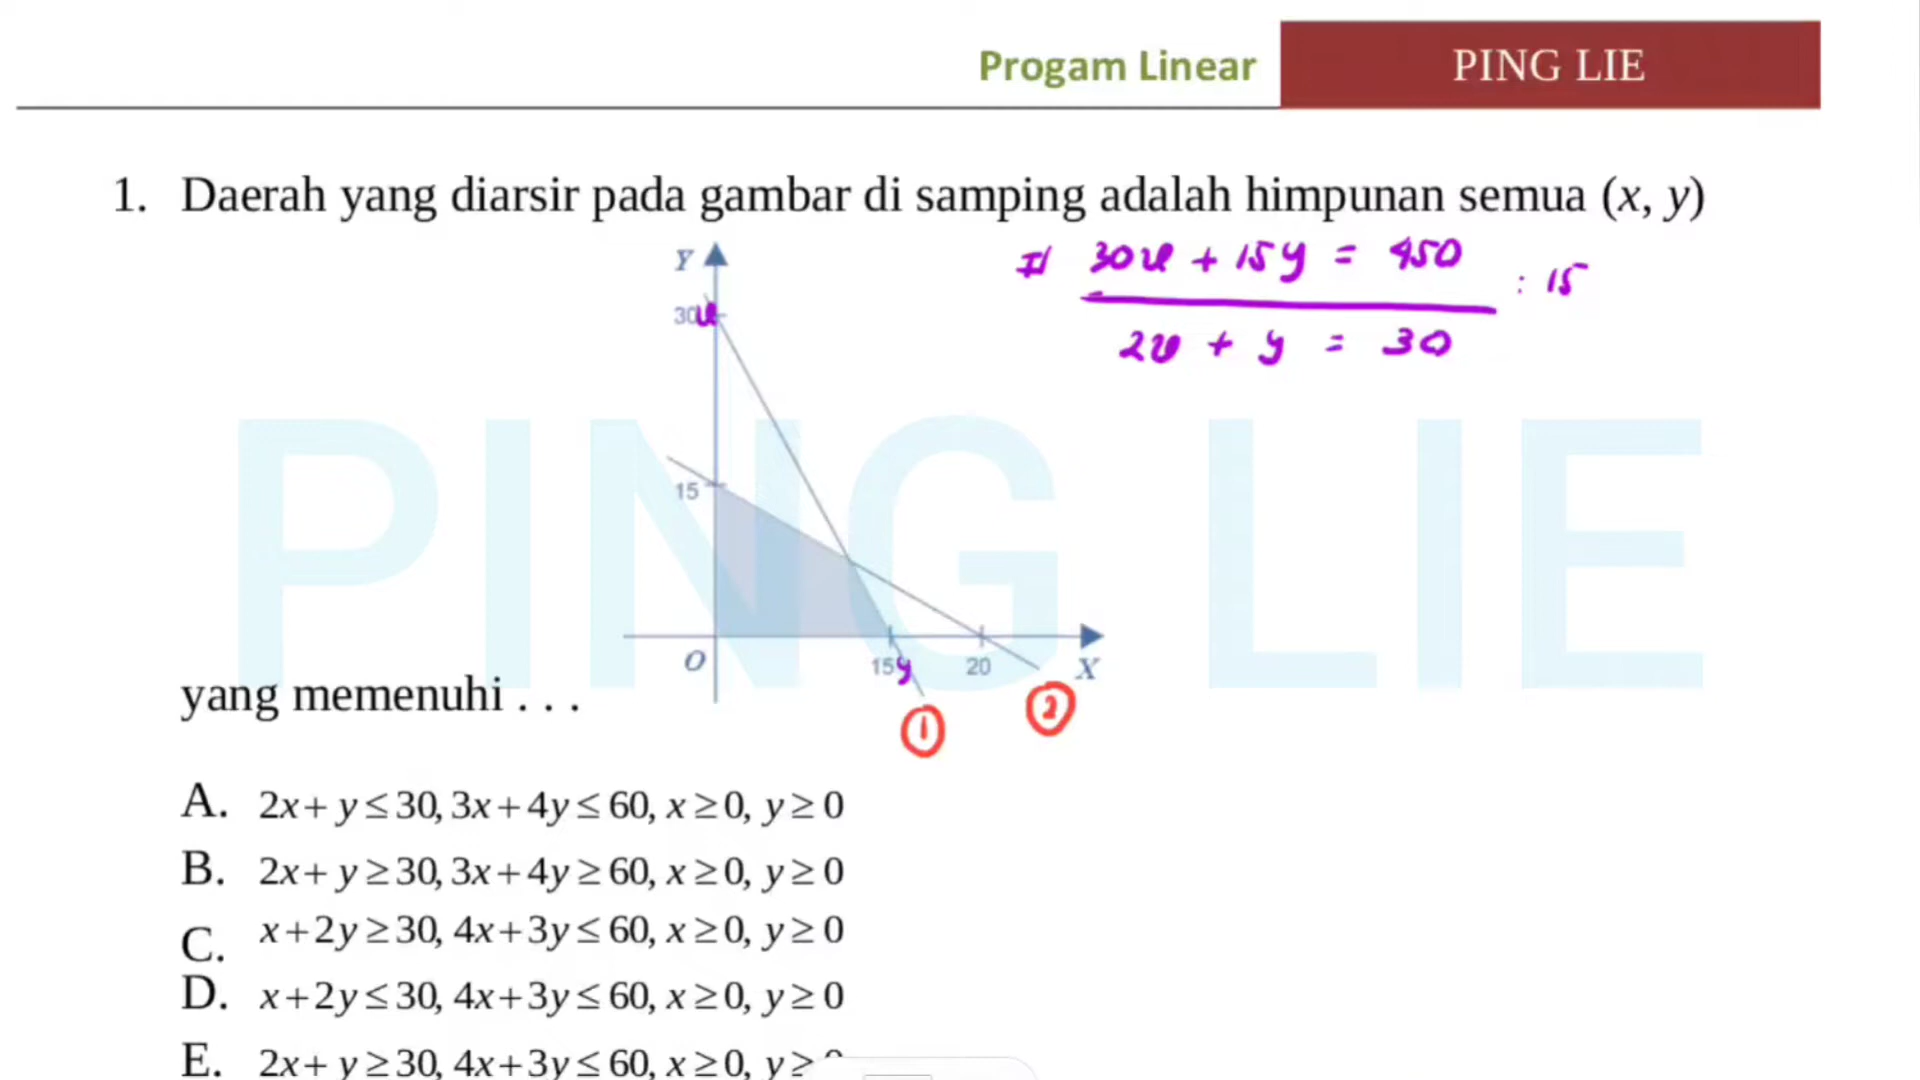 Progam Linear
PING LIE
1. Daerah yang diarsir pada gambar di samping adalah himpunan semua (x, y)
Y
30x
15
O
15y
20
X
① ②
# 30x + 15y = 450
: 15
2x + y = 30
yang memenuhi . . .
A. 2x+ y≤30, 3x+4y≤60, x≥0, y≥0
B. 2x+ y≥30, 3x+4y≥60, x≥0, y≥0
C. x+2y≥30, 4x+3y≤60, x≥0, y≥0
D. x+2y≤30, 4x+3y≤60, x≥0, y≥0
E. 2x+ y≥30, 4x+3y≤60, x≥0, y≥
PING LIE